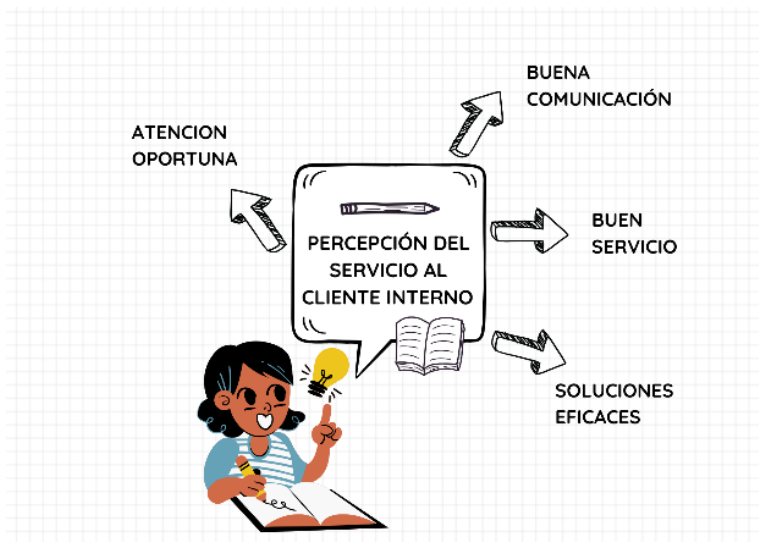 BUENA
COMUNICACIÓN
ATENCION
OPORTUNA
PERCEPCIÓN DEL
SERVICIO AL
CLIENTE INTERNO
BUEN
SERVICIO
SOLUCIONES
EFICACES